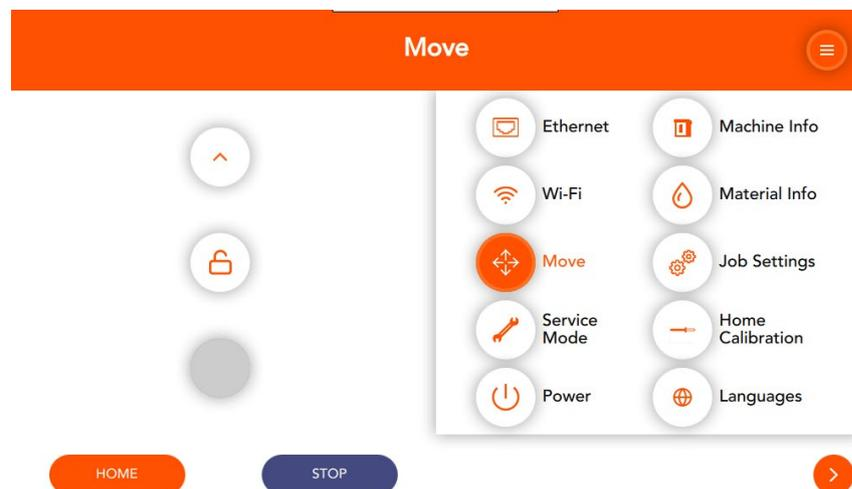 Move
Ethernet
Machine Info
Wi-Fi
Material Info
Move
Job Settings
Service
Mode
Home
Calibration
Power
Languages
HOME
STOP